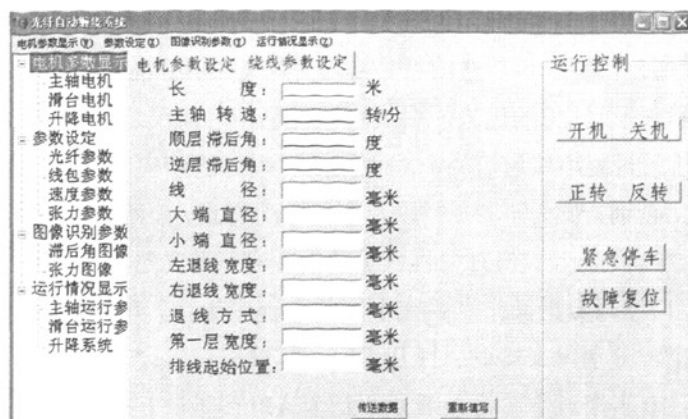 光纤自动绕线系统
电机参数显示(V) 参数设定(I) 图像识别参数(I) 运行情况显示(Z)
电机参数显示
主轴电机
滑台电机
升降电机
参数设定
光纤参数
线包参数
速度参数
张力参数
图像识别参数
滞后角图像
张力图像
运行情况显示
主轴运行参
滑台运行参
升降系统
电机参数设定 绕线参数设定
长度： 米
主轴转速： 转/分
顺层滞后角： 度
逆层滞后角： 度
线径： 毫米
大端直径： 毫米
小端直径： 毫米
左退线宽度： 毫米
右退线宽度： 毫米
退线方式： 毫米
第一层宽度：
排线起始位置： 毫米
传送数据 重新填写
运行控制
开机 关机
正转 反转
紧急停车
故障复位